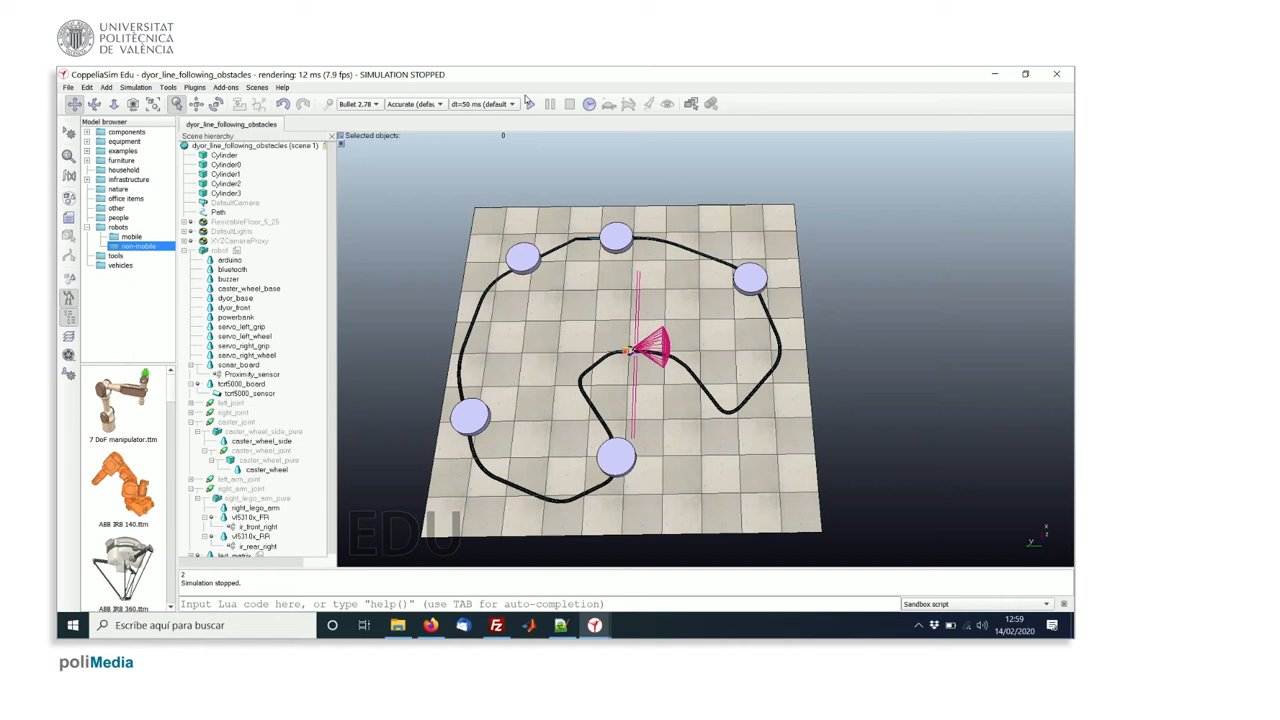 UNIVERSITAT
POLITÈCNICA
DE VALÈNCIA
CoppeliaSim Edu - dyor_line_following_obstacles - rendering: 12 ms (7.9 fps) - SIMULATION STOPPED
File Edit Add Simulation Tools Plugins Add-ons Scenes Help
Bullet 2.78 Accurate (defau dt=50 ms (default
Model browser
components
equipment
examples
furniture
household
infrastructure
nature
office items
other
people
robots
mobile
non-mobile
tools
vehicles
7 DoF manipulator.ttm
ABB IRB 140.ttm
ABB IRB 360.ttm
dyor_line_following_obstacles
Scene hierarchy
dyor_line_following_obstacles (scene 1)
Cylinder
Cylinder0
Cylinder1
Cylinder2
Cylinder3
DefaultCamera
Path
ResizableFloor_5_25
DefaultLights
XYZCameraProxy
robot
arduino
bluetooth
buzzer
caster_wheel_base
dyor_base
dyor_front
powerbank
servo_left_grip
servo_left_wheel
servo_right_grip
servo_right_wheel
sonar_board
Proximity_sensor
tcrt5000_board
tcrt5000_sensor
left_joint
right_joint
caster_joint
caster_wheel_side_pure
caster_wheel_side
caster_wheel_joint
caster_wheel_pure
caster_wheel
left_arm_joint
right_arm_joint
right_lego_arm_pure
right_lego_arm
vl5310x_FR
ir_front_right
vl5310x_RR
ir_rear_right
led_matrix
Selected objects: 0
EDU
x
y
z
2
Simulation stopped.
Input Lua code here, or type "help()" (use TAB for auto-completion)
Sandbox script
Escribe aquí para buscar
12:59
14/02/2020
poliMedia